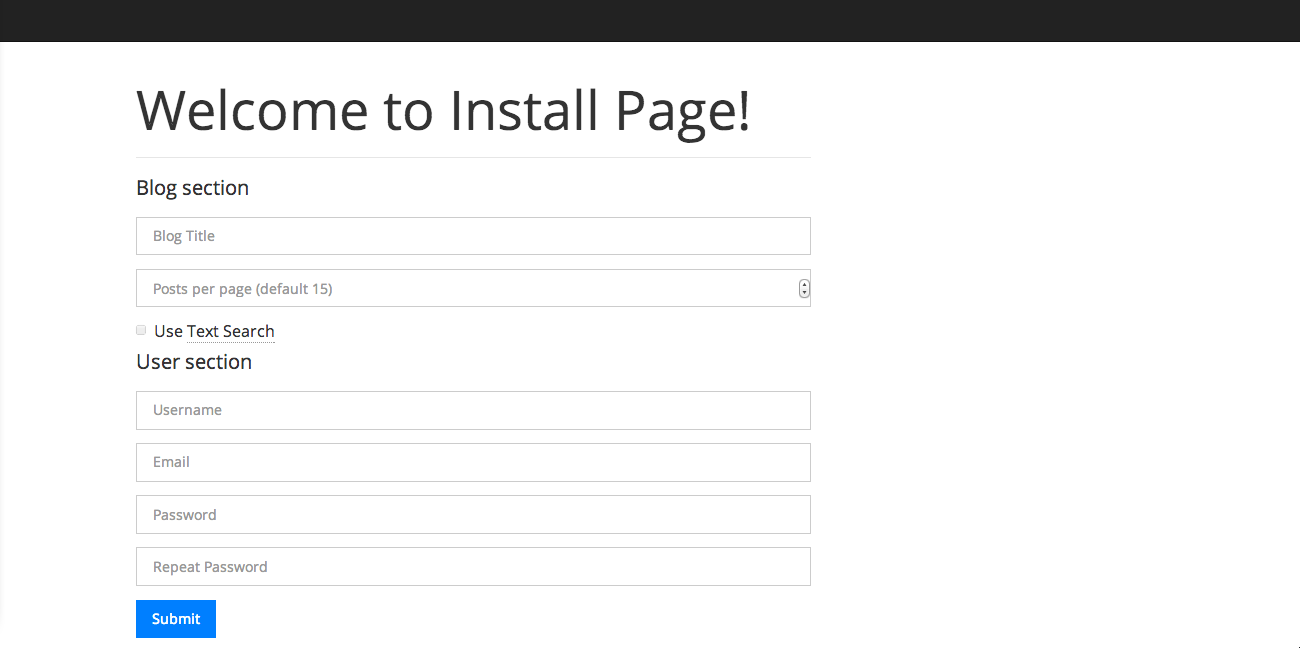 Welcome to Install Page!
Blog section
Blog Title
Posts per page (default 15)
Use Text Search
User section
Username
Email
Password
Repeat Password
Submit